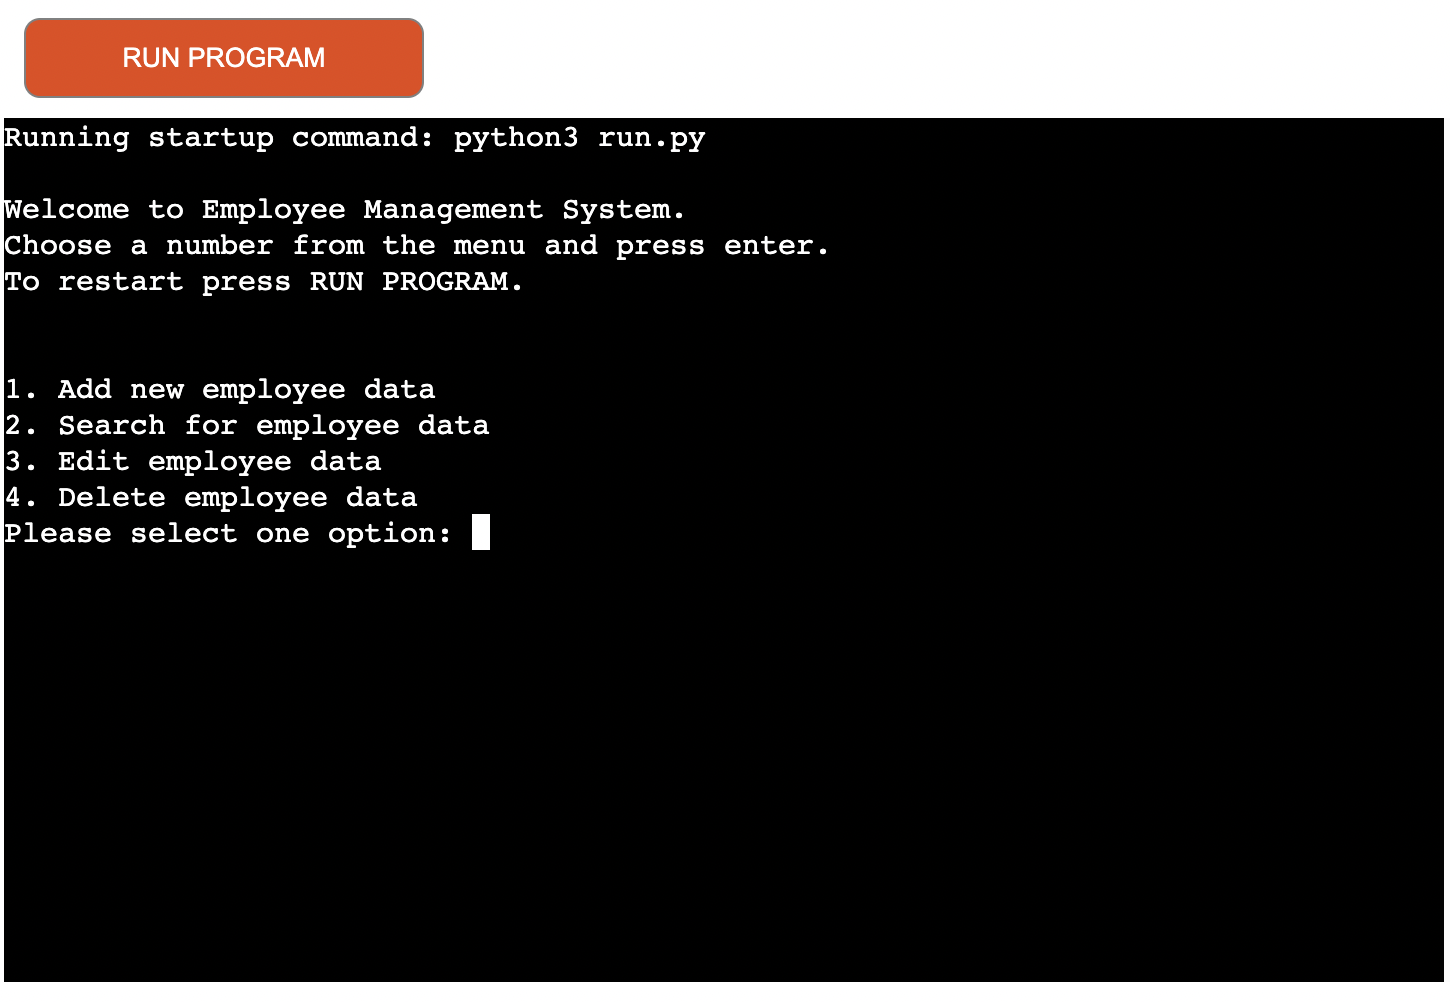 RUN PROGRAM
Running startup command: python3 run.py
Welcome to Employee Management System.
Choose a number from the menu and press enter.
To restart press RUN PROGRAM.
1. Add new employee data
2. Search for employee data
3. Edit employee data
4. Delete employee data
Please select one option: